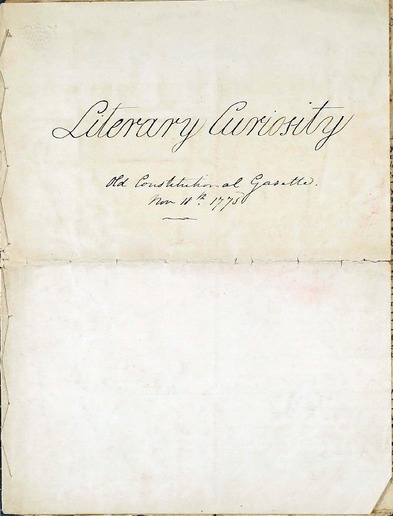 Literary Curiosity
Old Constitutional Gazette.
Nov 11th. 1775